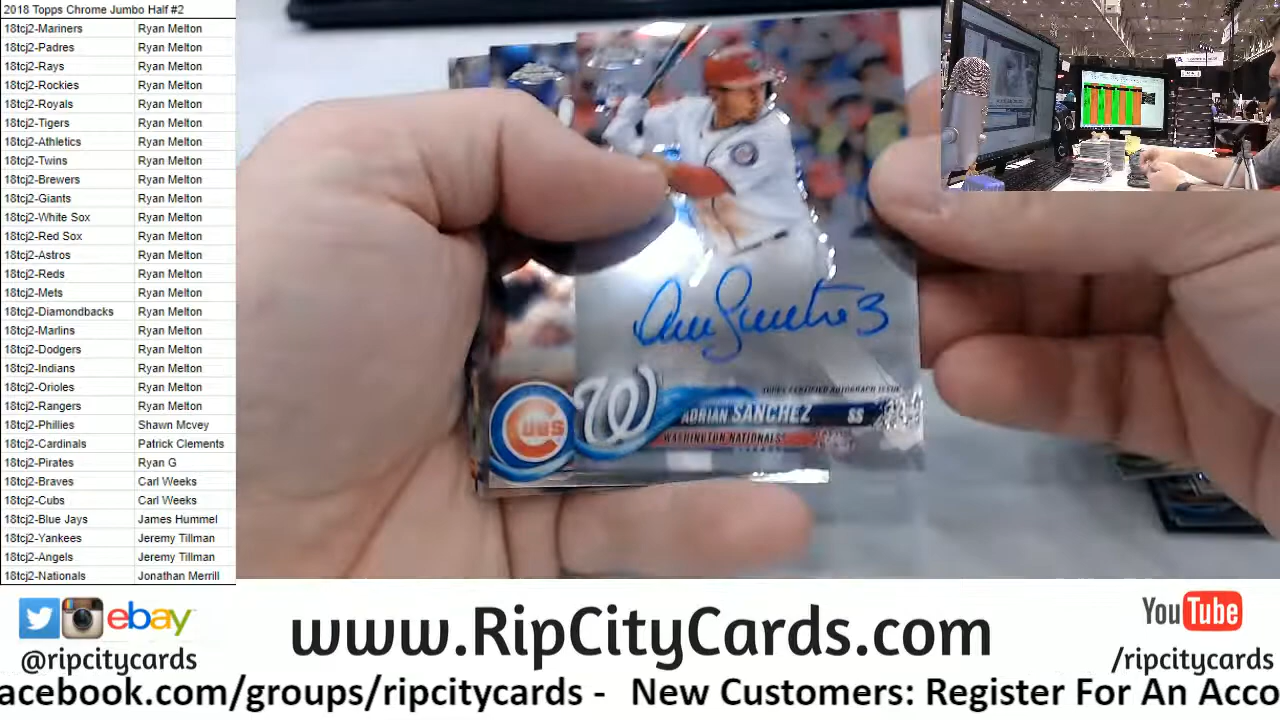 2018 Topps Chrome Jumbo Half #2
18tcj2-Mariners Ryan Melton
18tcj2-Padres Ryan Melton
18tcj2-Rays Ryan Melton
18tcj2-Rockies Ryan Melton
18tcj2-Royals Ryan Melton
18tcj2-Tigers Ryan Melton
18tcj2-Athletics Ryan Melton
18tcj2-Twins Ryan Melton
18tcj2-Brewers Ryan Melton
18tcj2-Giants Ryan Melton
18tcj2-White Sox Ryan Melton
18tcj2-Red Sox Ryan Melton
18tcj2-Astros Ryan Melton
18tcj2-Reds Ryan Melton
18tcj2-Mets Ryan Melton
18tcj2-Diamondbacks Ryan Melton
18tcj2-Marlins Ryan Melton
18tcj2-Dodgers Ryan Melton
18tcj2-Indians Ryan Melton
18tcj2-Orioles Ryan Melton
18tcj2-Rangers Ryan Melton
18tcj2-Phillies Shawn Mcvey
18tcj2-Cardinals Patrick Clements
18tcj2-Pirates Ryan G
18tcj2-Braves Carl Weeks
18tcj2-Cubs Carl Weeks
18tcj2-Blue Jays James Hummel
18tcj2-Yankees Jeremy Tillman
18tcj2-Angels Jeremy Tillman
18tcj2-Nationals Jonathan Merrill
CUBS
W
TOPPS CERTIFIED AUTOGRAPH ISSUE
ADRIAN SANCHEZ SS
WASHINGTON NATIONALS
ebay
@ripcitycards
www.RipCityCards.com
YouTube
/ripcitycards
acebook.com/groups/ripcitycards - New Customers: Register For An Acco